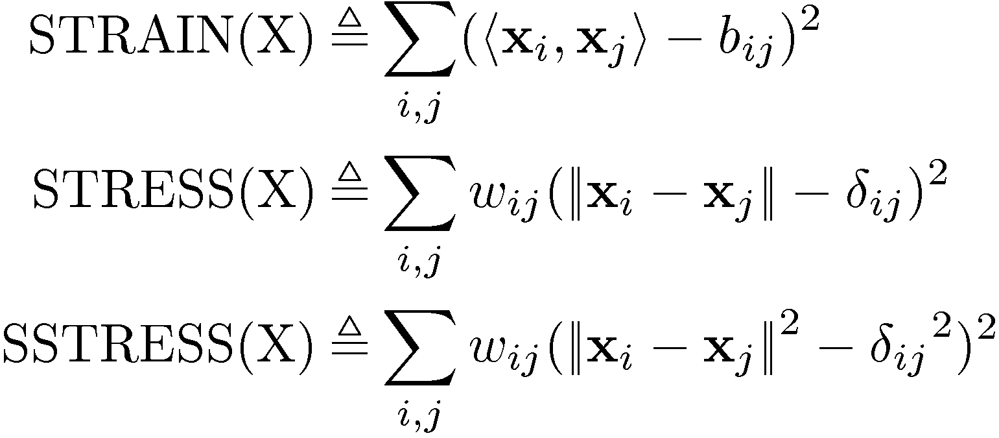 STRAIN(X) ≜ ∑_{i,j} (⟨𝐱_i, 𝐱_j⟩ − b_{ij})^2
STRESS(X) ≜ ∑_{i,j} w_{ij}(‖𝐱_i − 𝐱_j‖ − δ_{ij})^2
SSTRESS(X) ≜ ∑_{i,j} w_{ij}(‖𝐱_i − 𝐱_j‖^2 − δ_{ij}^2)^2